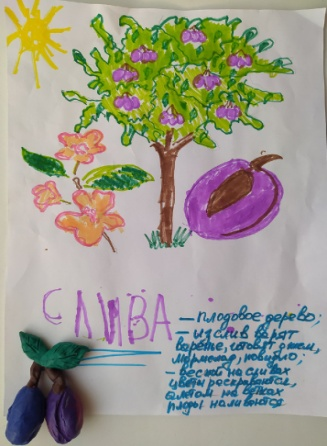 СЛИВА
– плодовое дерево;
– из слив варят
варенье, готовят джем,
мармелад, повидло;
– весной на сливах
цветы раскрываются,
а летом на ветках
плоды наливаются